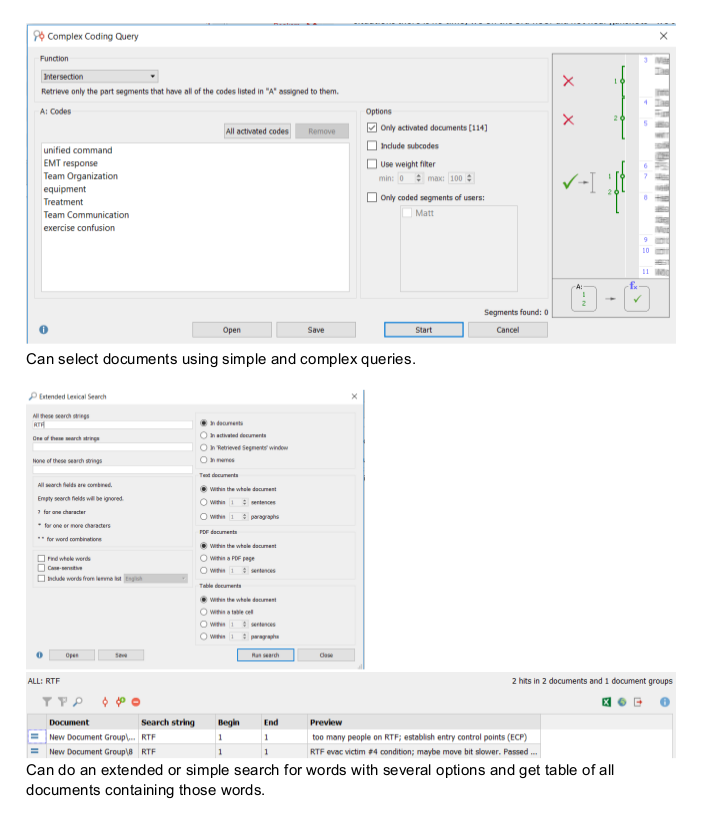 Complex Coding Query
Function
Intersection
Retrieve only the part segments that have all of the codes listed in "A" assigned to them.
A: Codes
All activated codes Remove
unified command
EMT response
Team Organization
equipment
Treatment
Team Communication
exercise confusion
Options
Only activated documents [114]
Include subcodes
Use weight filter
min: 0 max: 100
Only coded segments of users:
Matt
3
1
4
2
5
6
1
7
2
8
9
10
11
A:
1
2
fx
Segments found: 0
Open Save Start Cancel
Can select documents using simple and complex queries.
Extended Lexical Search
All these search strings
RTF
One of these search strings
None of these search strings
All search fields are combined.
Empty search fields will be ignored.
? for one character
* for one or more characters
** for word combinations
Find whole words
Case-sensitive
Include words from lemma list English
In documents
In activated documents
In 'Retrieved Segments' window
In memos
Text documents
Within the whole document
Within 1 sentences
Within 1 paragraphs
PDF documents
Within the whole document
Within a PDF page
Within 1 sentences
Table documents
Within the whole document
Within a table cell
Within 1 sentences
Within 1 paragraphs
Open Save Run search Close
ALL: RTF 2 hits in 2 documents and 1 document groups
Document Search string Begin End Preview
New Document Group\... RTF 1 1 too many people on RTF; establish entry control points (ECP)
New Document Group\8 RTF 1 1 RTF evac victim #4 condition; maybe move bit slower. Passed ...
Can do an extended or simple search for words with several options and get table of all
documents containing those words.